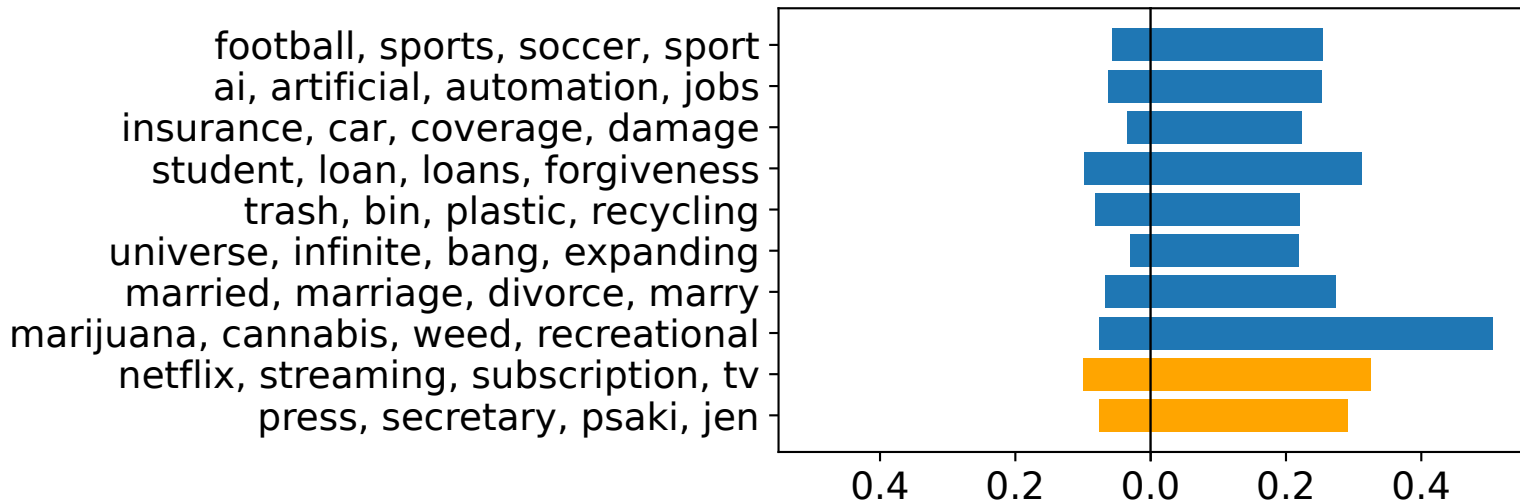 football, sports, soccer, sport
ai, artificial, automation, jobs
insurance, car, coverage, damage
student, loan, loans, forgiveness
trash, bin, plastic, recycling
universe, infinite, bang, expanding
married, marriage, divorce, marry
marijuana, cannabis, weed, recreational
netflix, streaming, subscription, tv
press, secretary, psaki, jen
0.4 0.2 0.0 0.2 0.4